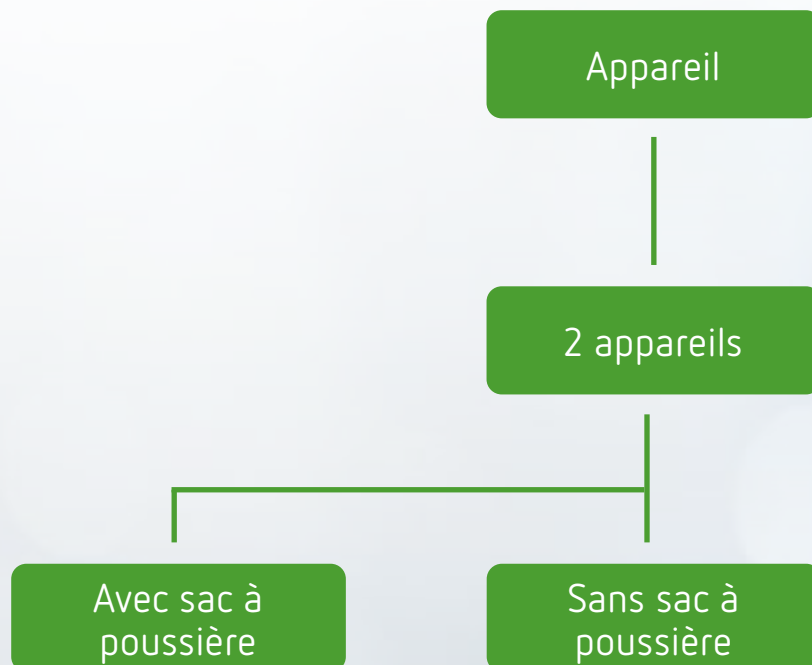 Appareil
2 appareils
Avec sac à
poussière
Sans sac à
poussière